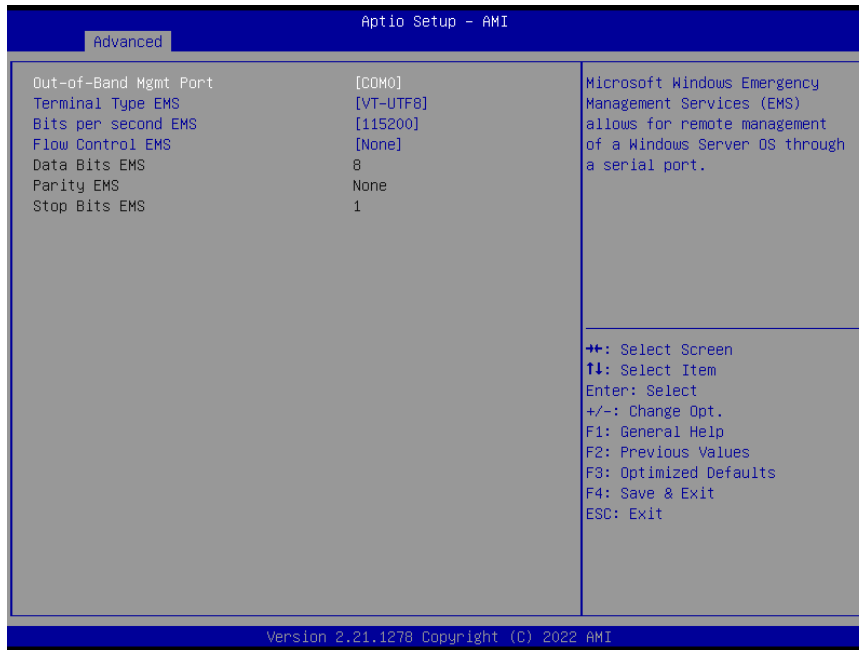 Aptio Setup - AMI
Advanced
Out-of-Band Mgmt Port [COM0]
Terminal Type EMS [VT-UTF8]
Bits per second EMS [115200]
Flow Control EMS [None]
Data Bits EMS 8
Parity EMS None
Stop Bits EMS 1
Microsoft Windows Emergency
Management Services (EMS)
allows for remote management
of a Windows Server OS through
a serial port.
→←: Select Screen
↑↓: Select Item
Enter: Select
+/-: Change Opt.
F1: General Help
F2: Previous Values
F3: Optimized Defaults
F4: Save & Exit
ESC: Exit
Version 2.21.1278 Copyright (C) 2022 AMI